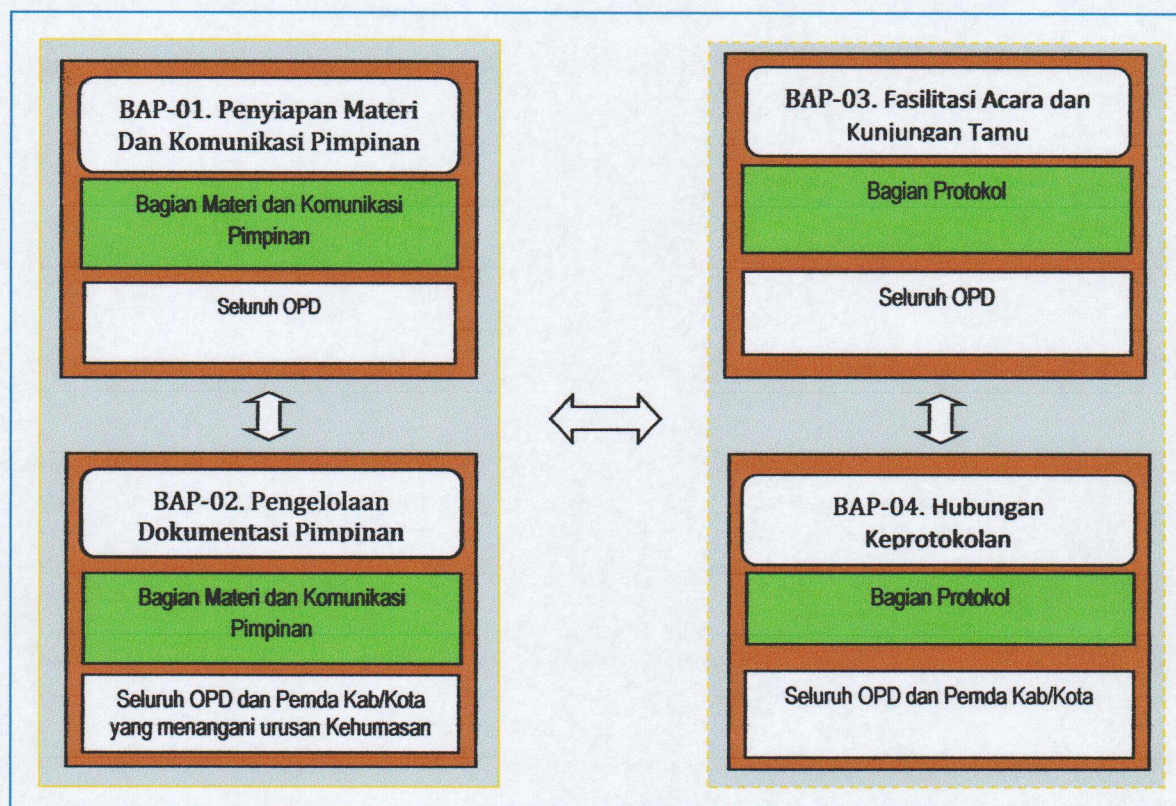 BAP-01. Penyiapan Materi
Dan Komunikasi Pimpinan
Bagian Materi dan Komunikasi
Pimpinan
Seluruh OPD
BAP-02. Pengelolaan
Dokumentasi Pimpinan
Bagian Materi dan Komunikasi
Pimpinan
Seluruh OPD dan Pemda Kab/Kota
yang menangani urusan Kehumasan
BAP-03. Fasilitasi Acara dan
Kunjungan Tamu
Bagian Protokol
Seluruh OPD
BAP-04. Hubungan
Keprotokolan
Bagian Protokol
Seluruh OPD dan Pemda Kab/Kota